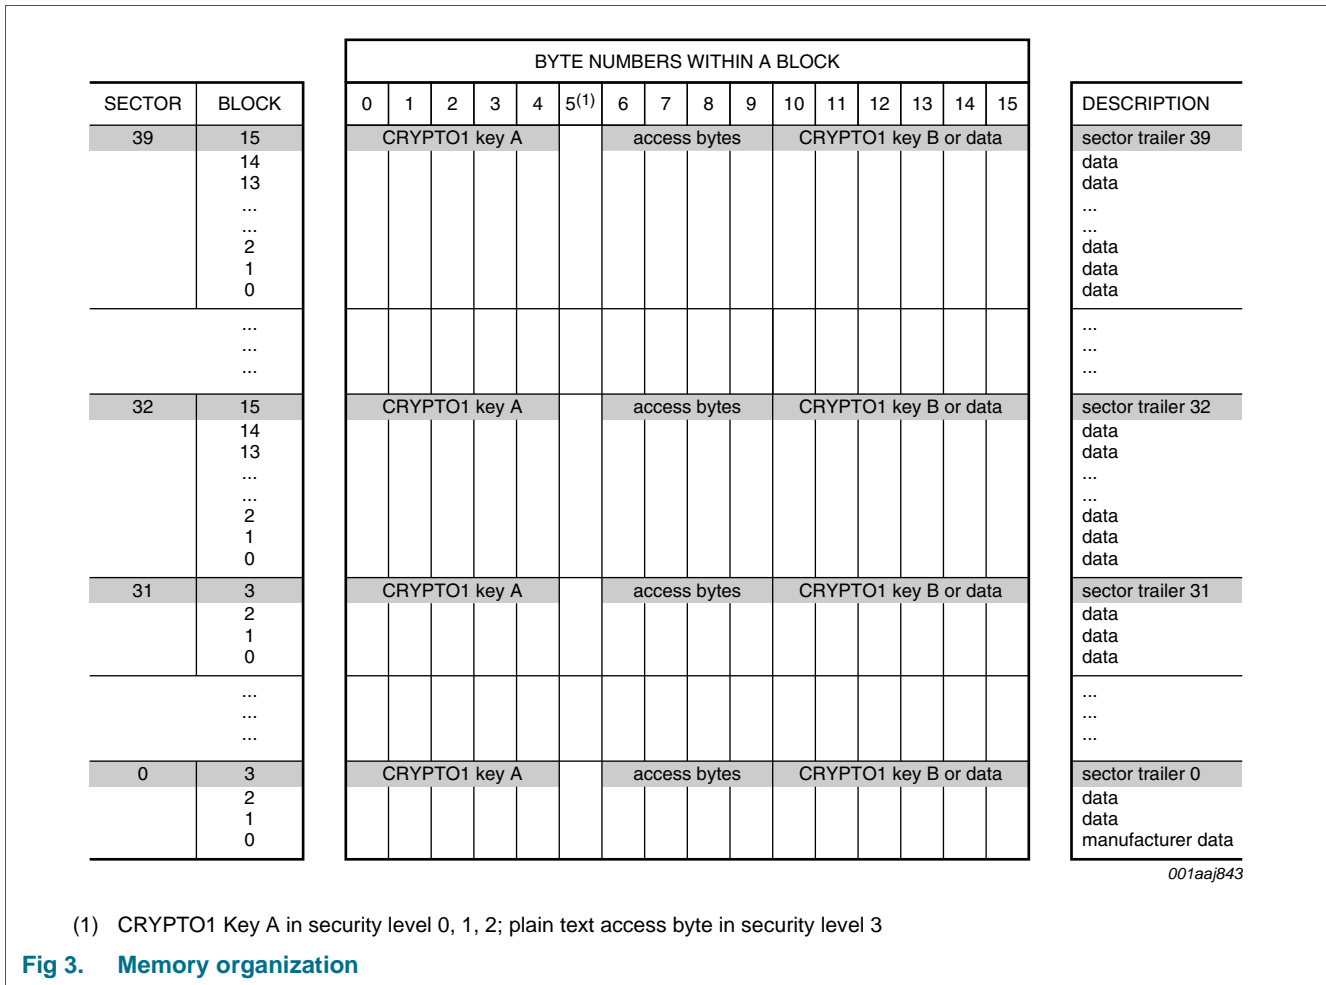 BYTE NUMBERS WITHIN A BLOCK
SECTOR BLOCK 0 1 2 3 4 5(1) 6 7 8 9 10 11 12 13 14 15 DESCRIPTION
39 15 CRYPTO1 key A access bytes CRYPTO1 key B or data sector trailer 39
14 data
13 data
... ...
... ...
2 data
1 data
0 data
... ...
... ...
... ...
32 15 CRYPTO1 key A access bytes CRYPTO1 key B or data sector trailer 32
14 data
13 data
... ...
... ...
2 data
1 data
0 data
31 3 CRYPTO1 key A access bytes CRYPTO1 key B or data sector trailer 31
2 data
1 data
0 data
... ...
... ...
... ...
0 3 CRYPTO1 key A access bytes CRYPTO1 key B or data sector trailer 0
2 data
1 data
0 manufacturer data
001aaj843
(1) CRYPTO1 Key A in security level 0, 1, 2; plain text access byte in security level 3
Fig 3. Memory organization